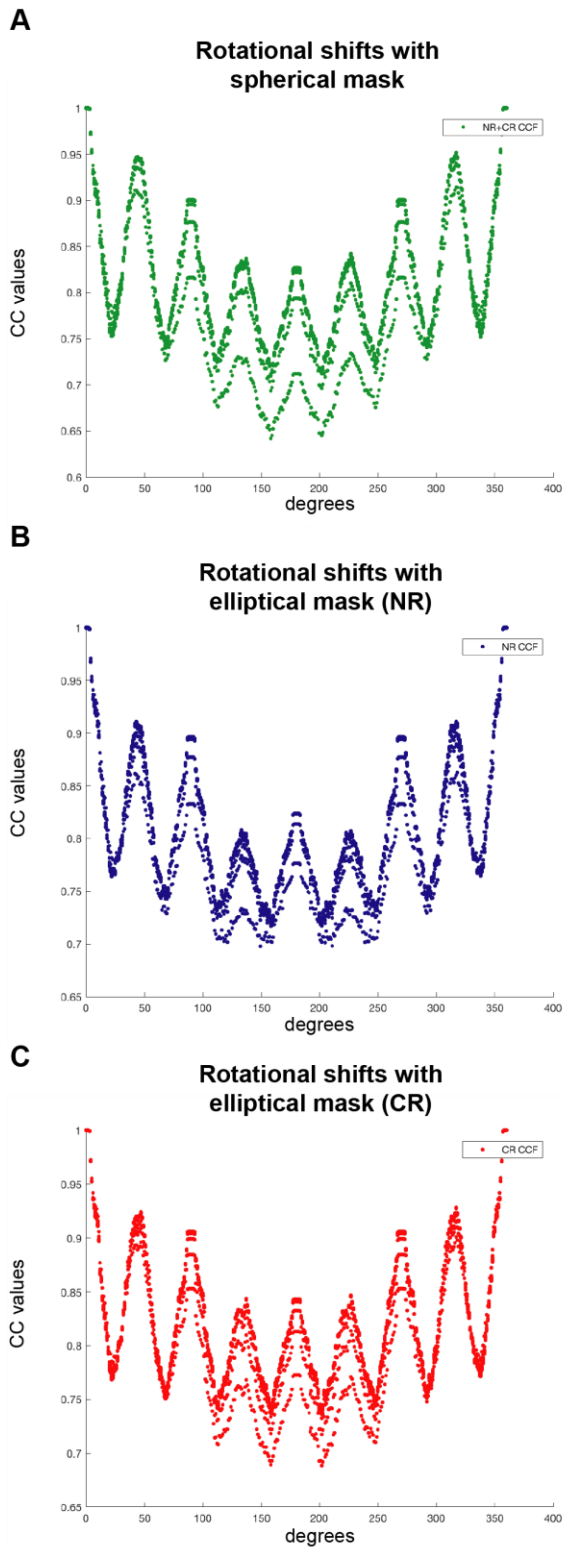 A
Rotational shifts with
spherical mask
1
NR+CR CCF
0.95
0.9
0.85
CC values
0.8
0.75
0.7
0.65
0.6
0 50 100 150 200 250 300 350 400
degrees
B
Rotational shifts with
elliptical mask (NR)
1
NR CCF
0.95
0.9
0.85
CC values
0.8
0.75
0.7
0.65
0 50 100 150 200 250 300 350 400
degrees
C
Rotational shifts with
elliptical mask (CR)
1
CR CCF
0.95
0.9
0.85
CC values
0.8
0.75
0.7
0.65
0 50 100 150 200 250 300 350 400
degrees